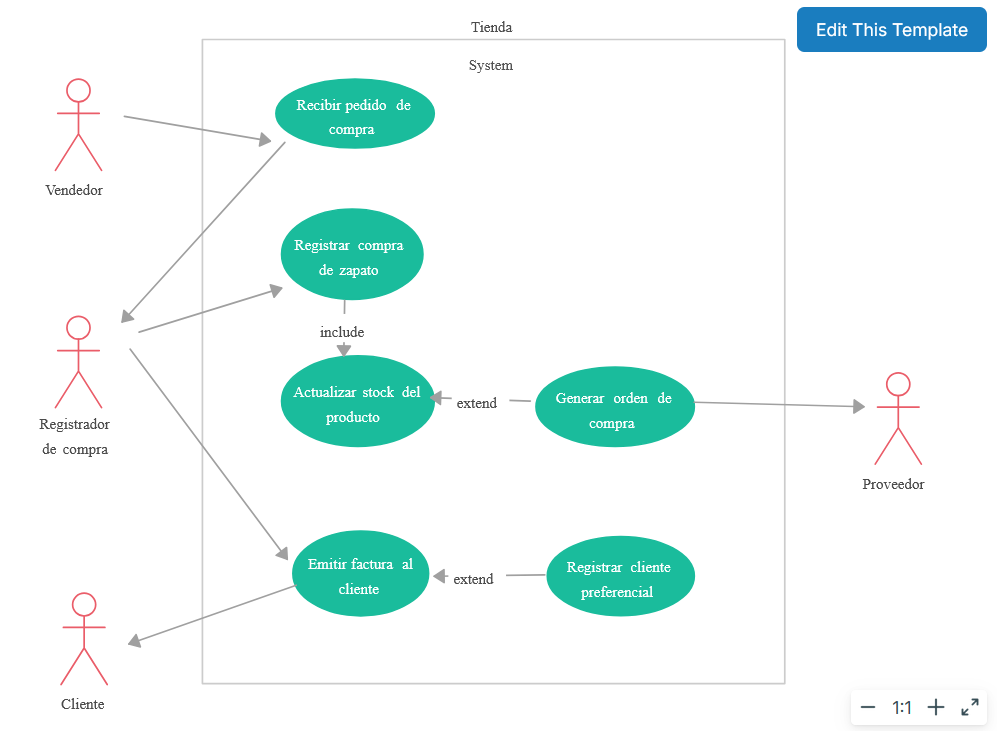 Tienda
Edit This Template
System
Recibir pedido de
compra
Vendedor
Registrar compra
de zapato
include
Actualizar stock del
producto
extend
Generar orden de
compra
Registrador
de compra
Proveedor
Emitir factura al
cliente
extend
Registrar cliente
preferencial
Cliente
1:1